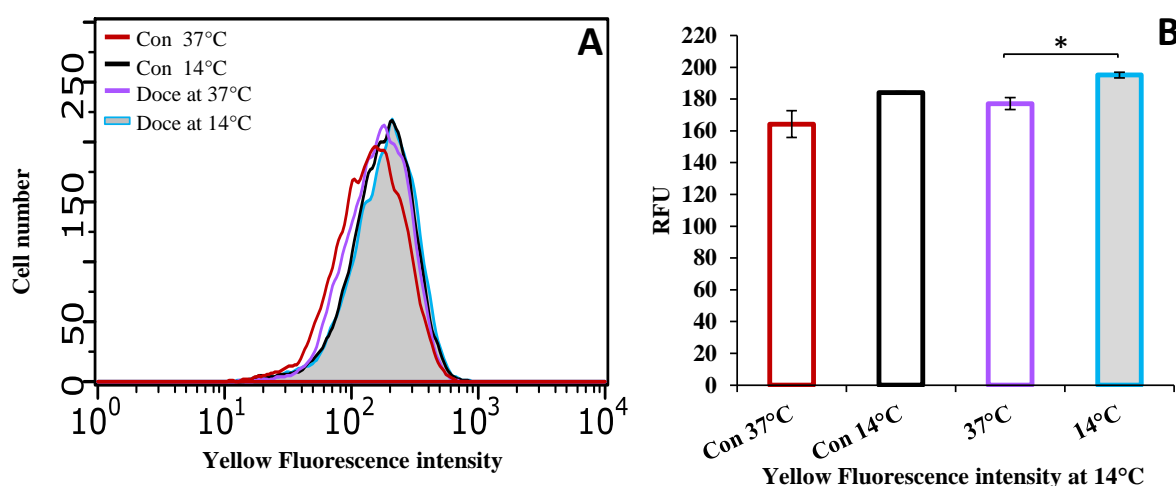 A
Con 37°C
Con 14°C
Doce at 37°C
Doce at 14°C
250
150
50
0
Cell number
10^0 10^1 10^2 10^3 10^4
Yellow Fluorescence intensity
B
*
220
200
180
160
140
120
100
80
60
40
20
0
RFU
Con 37°C Con 14°C 37°C 14°C
Yellow Fluorescence intensity at 14°C